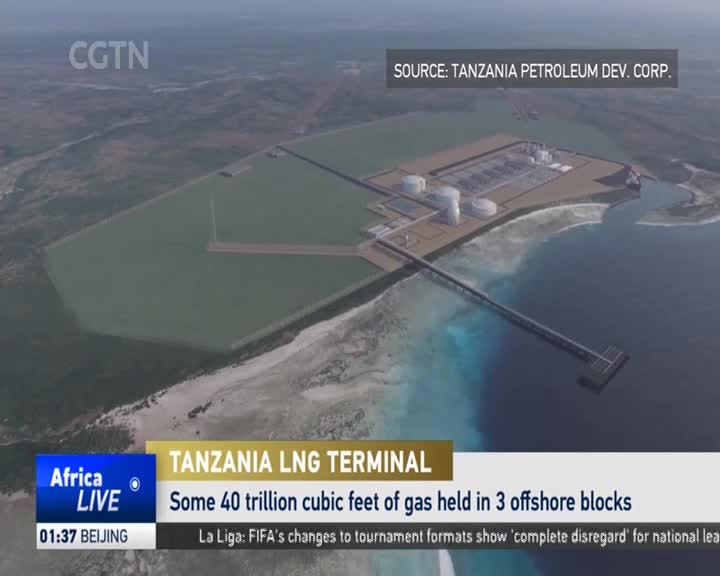 CGTN
SOURCE: TANZANIA PETROLEUM DEV. CORP.
TANZANIA LNG TERMINAL
Africa
LIVE
Some 40 trillion cubic feet of gas held in 3 offshore blocks
01:37 BEIJING
La Liga: FIFA's changes to tournament formats show 'complete disregard' for national